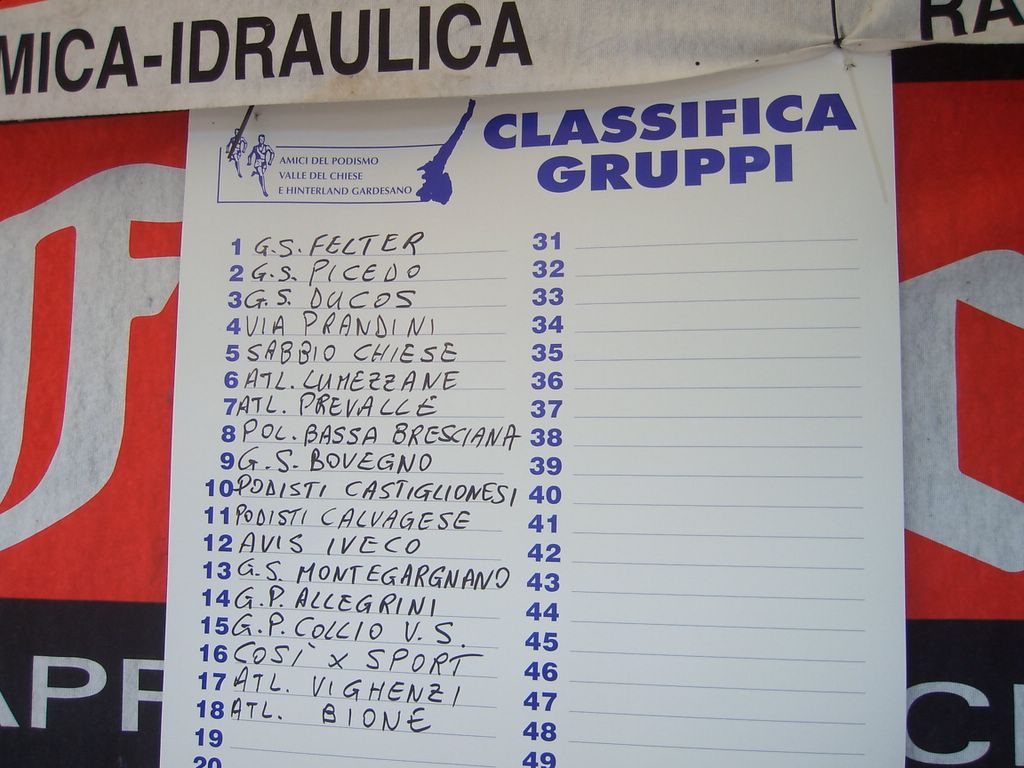 MICA-IDRAULICA
RA
AMICI DEL PODISMO
VALLE DEL CHIESE
E HINTERLAND GARDESANO
CLASSIFICA
GRUPPI
1 G.S. FELTER
2 G.S. PICEDO
3 G.S. DUCOS
4 VIA PRANDINI
5 SABBIO CHIESE
6 ATL. LUMEZZANE
7 ATL. PREVALLE
8 POL. BASSA BRESCIANA
9 G.S. BOVEGNO
10 PODISTI CASTIGLIONESI
11 PODISTI CALVAGESE
12 AVIS IVECO
13 G.S. MONTEGARGNANO
14 G.P. ALLEGRINI
15 G.P. COLLIO V.S.
16 COSÌ x SPORT
17 ATL. VIGHENZI
18 ATL. BIONE
19
20
31
32
33
34
35
36
37
38
39
40
41
42
43
44
45
46
47
48
49
APR
CI